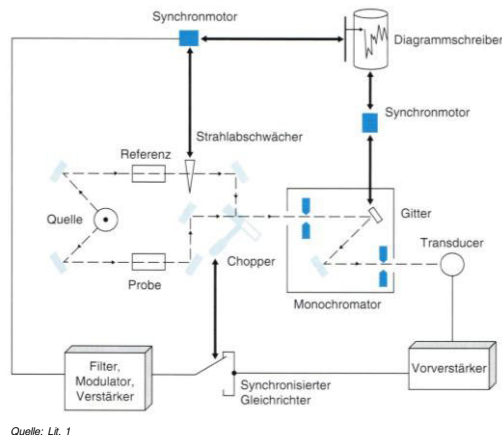 Synchronmotor
Diagrammschreiber
Synchronmotor
Strahlabschwächer
Referenz
Quelle
Gitter
Transducer
Chopper
Probe
Monochromator
Filter,
Modulator,
Verstärker
Synchronisierter
Gleichrichter
Vorverstärker
Quelle: Lit. 1